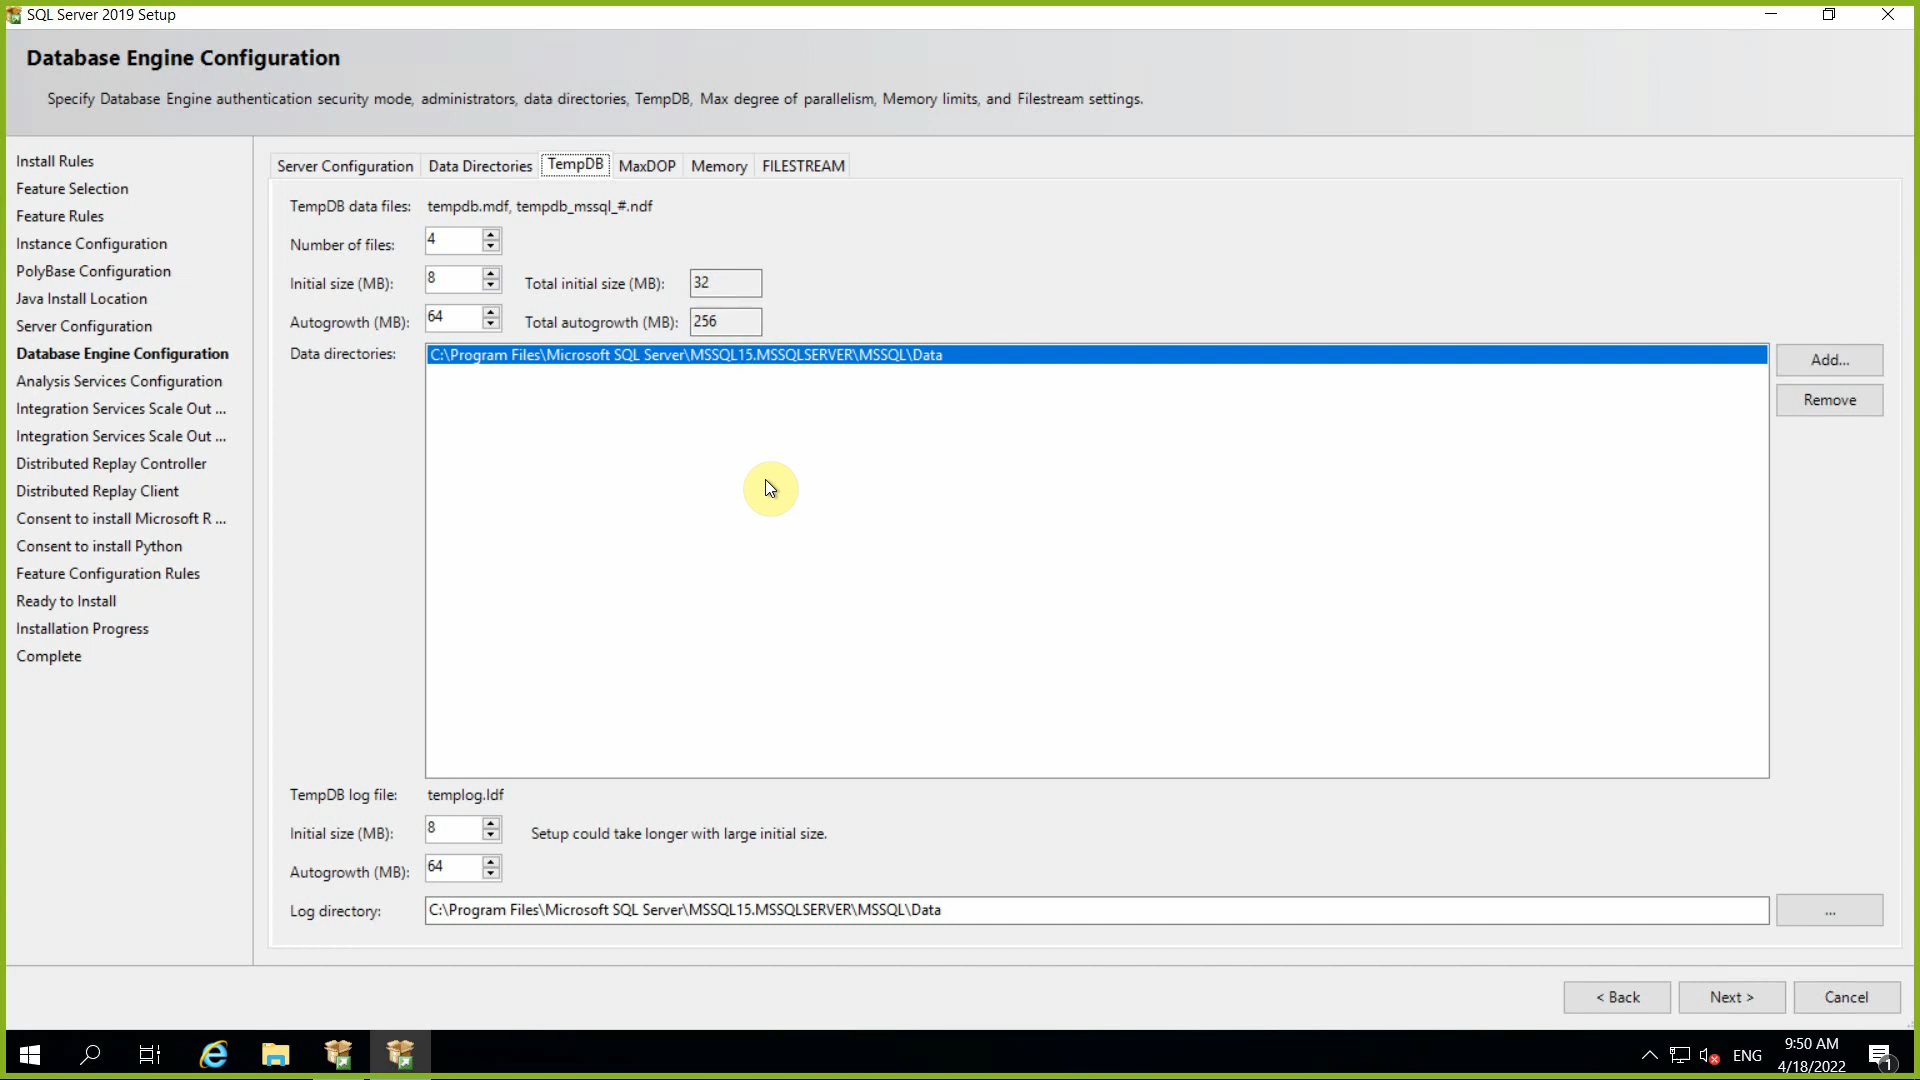 SQL Server 2019 Setup
Database Engine Configuration
Specify Database Engine authentication security mode, administrators, data directories, TempDB, Max degree of parallelism, Memory limits, and Filestream settings.
Install Rules
Feature Selection
Feature Rules
Instance Configuration
PolyBase Configuration
Java Install Location
Server Configuration
Database Engine Configuration
Analysis Services Configuration
Integration Services Scale Out ...
Integration Services Scale Out ...
Distributed Replay Controller
Distributed Replay Client
Consent to install Microsoft R ...
Consent to install Python
Feature Configuration Rules
Ready to Install
Installation Progress
Complete
Server Configuration Data Directories TempDB MaxDOP Memory FILESTREAM
TempDB data files: tempdb.mdf, tempdb_mssql_#.ndf
Number of files: 4
Initial size (MB): 8 Total initial size (MB): 32
Autogrowth (MB): 64 Total autogrowth (MB): 256
Data directories: C:\Program Files\Microsoft SQL Server\MSSQL15.MSSQLSERVER\MSSQL\Data
Add...
Remove
TempDB log file: templog.ldf
Initial size (MB): 8 Setup could take longer with large initial size.
Autogrowth (MB): 64
Log directory: C:\Program Files\Microsoft SQL Server\MSSQL15.MSSQLSERVER\MSSQL\Data ...
< Back Next > Cancel
ENG
9:50 AM
4/18/2022
1